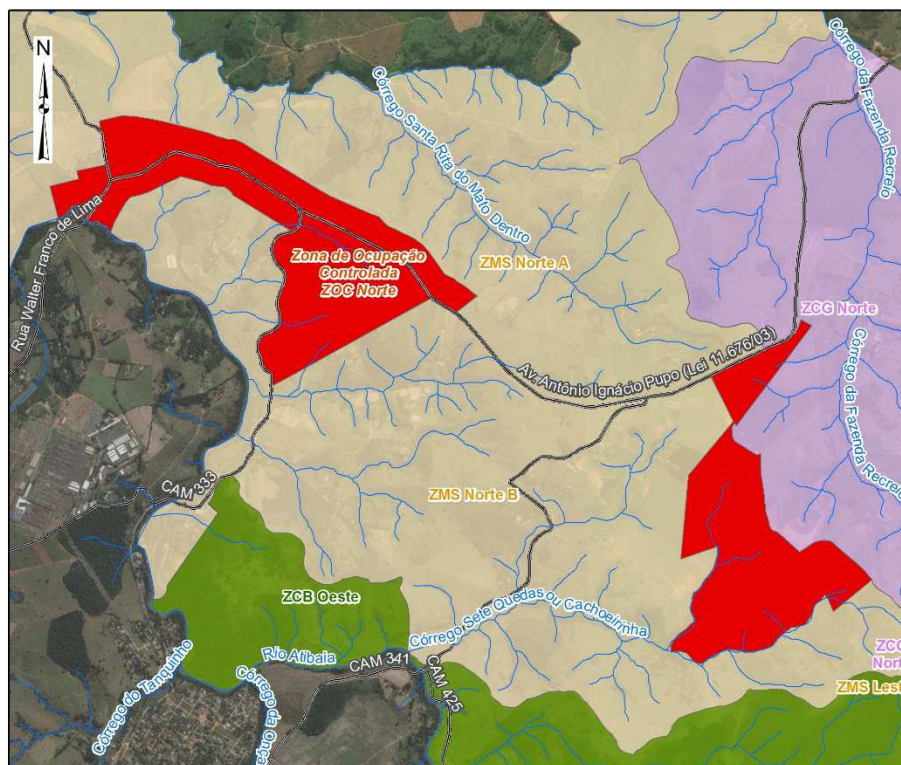 N
Córrego da Fazenda Recreio
Córrego Santa Rita do Mato Dentro
Rua Walter Franco de Lima
Zona de Ocupação
Controlada
ZOC Norte
ZMS Norte A
ZCG Norte
Av. Antônio Ignácio Pupo (Lei 11.676/03)
Córrego da Fazenda Recreio
CAM 333
ZMS Norte B
ZCB Oeste
Córrego Sete Quedas ou Cachoeirinha
Rio Atibaia
CAM 341
CAM 425
Córrego do Tanquinho
Córrego da Onça
ZCG
Nort
ZMS Lest